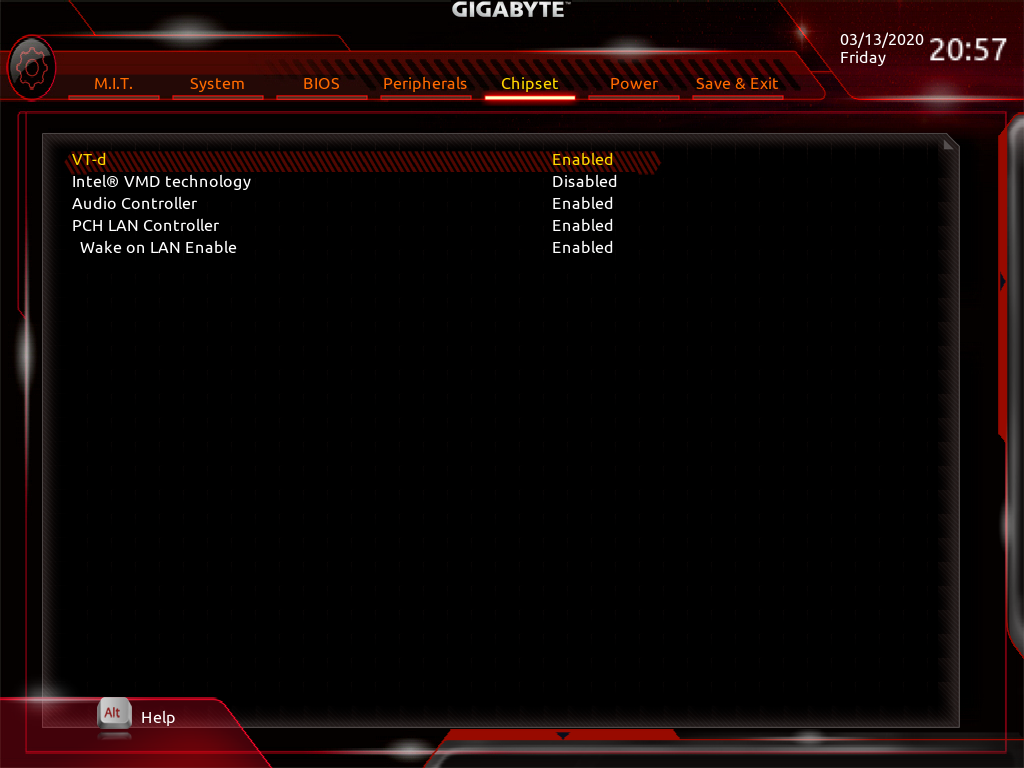 GIGABYTE™
03/13/2020
Friday
20:57
M.I.T. System BIOS Peripherals Chipset Power Save & Exit
VT-d Enabled
Intel® VMD technology Disabled
Audio Controller Enabled
PCH LAN Controller Enabled
Wake on LAN Enable Enabled
Alt Help